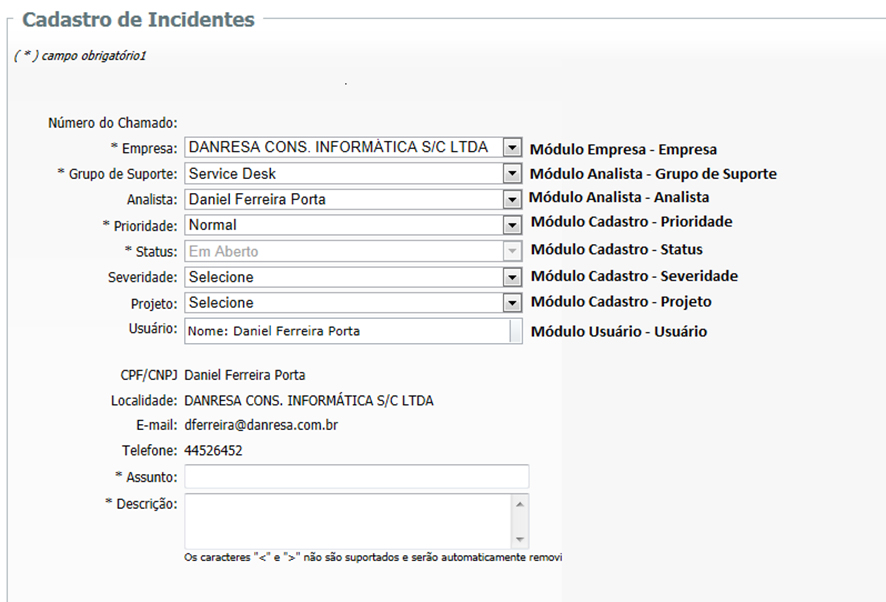 Cadastro de Incidentes
( * ) campo obrigatório1
Número do Chamado:
* Empresa: DANRESA CONS. INFORMÁTICA S/C LTDA Módulo Empresa - Empresa
* Grupo de Suporte: Service Desk Módulo Analista - Grupo de Suporte
Analista: Daniel Ferreira Porta Módulo Analista - Analista
* Prioridade: Normal Módulo Cadastro - Prioridade
* Status: Em Aberto Módulo Cadastro - Status
Severidade: Selecione Módulo Cadastro - Severidade
Projeto: Selecione Módulo Cadastro - Projeto
Usuário: Nome: Daniel Ferreira Porta Módulo Usuário - Usuário
CPF/CNPJ Daniel Ferreira Porta
Localidade: DANRESA CONS. INFORMÁTICA S/C LTDA
E-mail: dferreira@danresa.com.br
Telefone: 44526452
* Assunto:
* Descrição:
Os caracteres "<" e ">" não são suportados e serão automaticamente removi